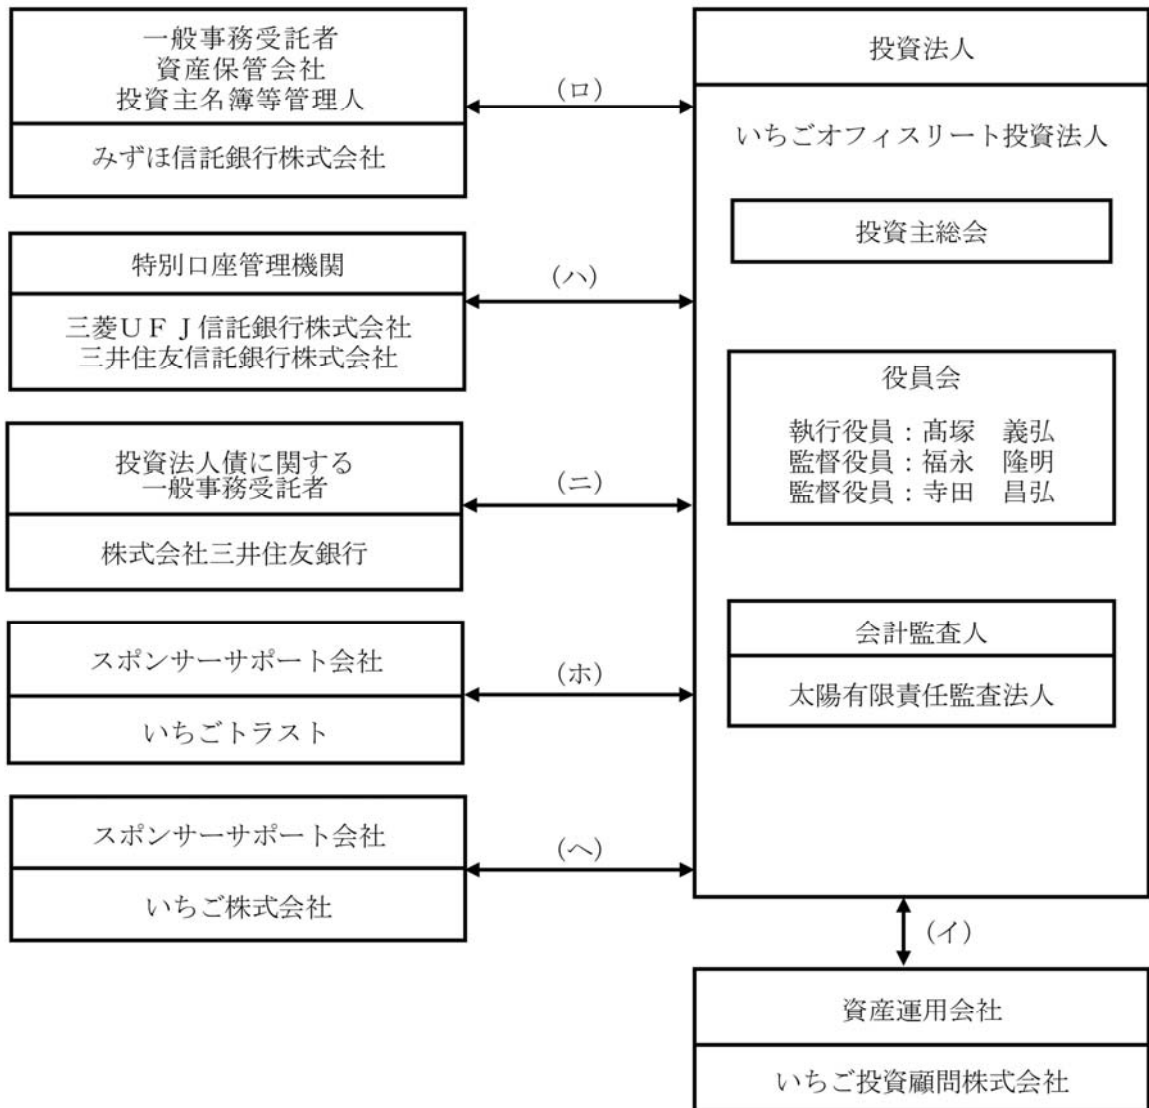 一般事務受託者
資産保管会社
投資主名簿等管理人
みずほ信託銀行株式会社
(ロ)
特別口座管理機関
三菱UFJ信託銀行株式会社
三井住友信託銀行株式会社
(ハ)
投資法人債に関する
一般事務受託者
株式会社三井住友銀行
(ニ)
スポンサーサポート会社
いちごトラスト
(ホ)
スポンサーサポート会社
いちご株式会社
(ヘ)
投資法人
いちごオフィスリート投資法人
投資主総会
役員会
執行役員:髙塚 義弘
監督役員:福永 隆明
監督役員:寺田 昌弘
会計監査人
太陽有限責任監査法人
(イ)
資産運用会社
いちご投資顧問株式会社